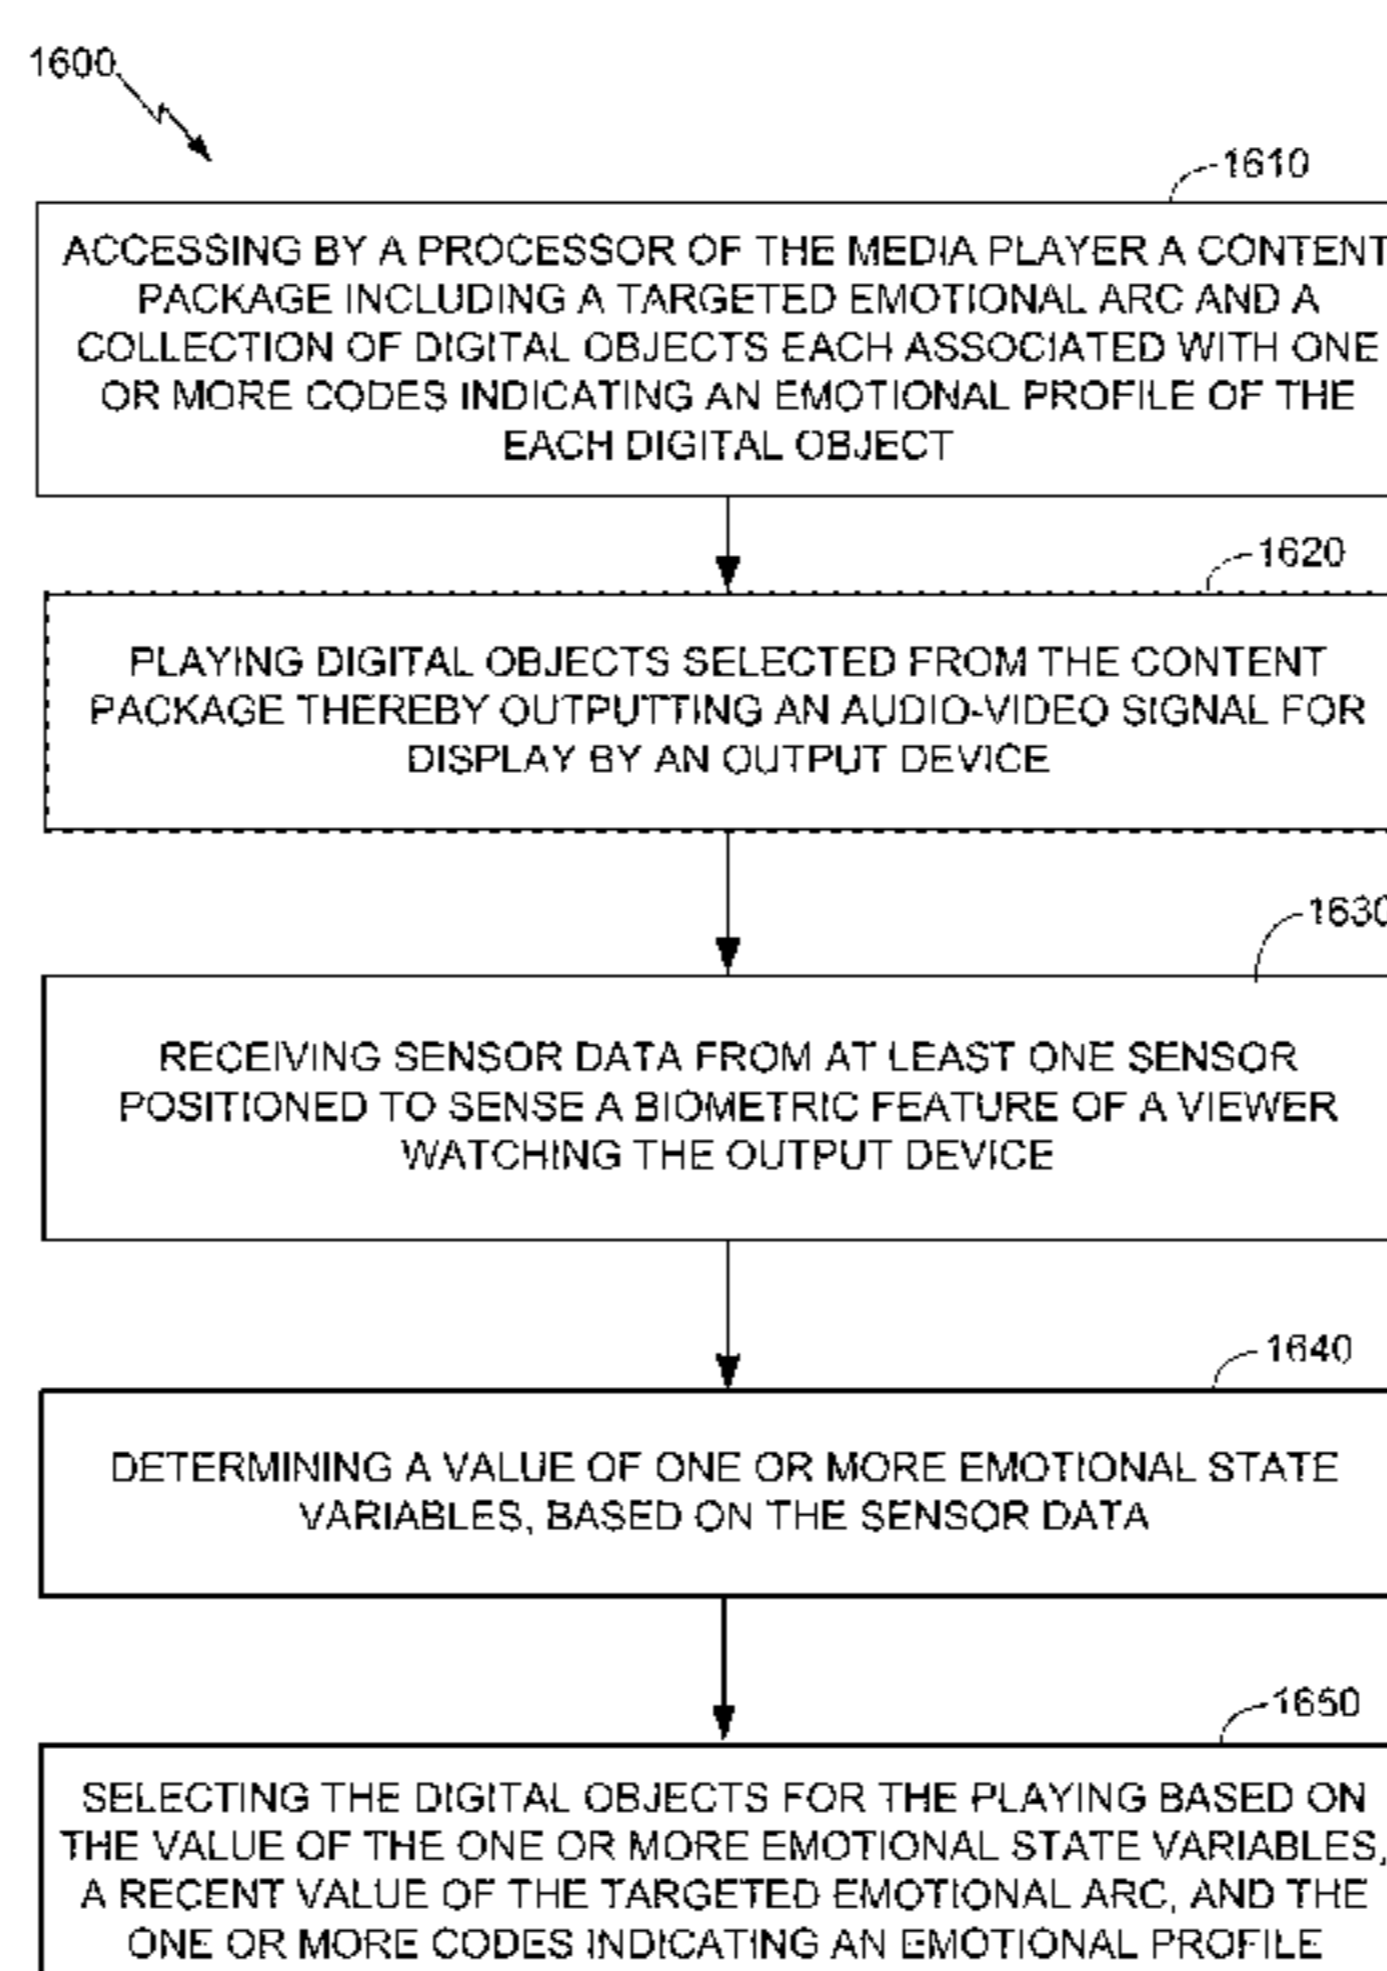 1600
1610
ACCESSING BY A PROCESSOR OF THE MEDIA PLAYER A CONTENT
PACKAGE INCLUDING A TARGETED EMOTIONAL ARC AND A
COLLECTION OF DIGITAL OBJECTS EACH ASSOCIATED WITH ONE
OR MORE CODES INDICATING AN EMOTIONAL PROFILE OF THE
EACH DIGITAL OBJECT
1620
PLAYING DIGITAL OBJECTS SELECTED FROM THE CONTENT
PACKAGE THEREBY OUTPUTTING AN AUDIO-VIDEO SIGNAL FOR
DISPLAY BY AN OUTPUT DEVICE
1630
RECEIVING SENSOR DATA FROM AT LEAST ONE SENSOR
POSITIONED TO SENSE A BIOMETRIC FEATURE OF A VIEWER
WATCHING THE OUTPUT DEVICE
1640
DETERMINING A VALUE OF ONE OR MORE EMOTIONAL STATE
VARIABLES, BASED ON THE SENSOR DATA
1650
SELECTING THE DIGITAL OBJECTS FOR THE PLAYING BASED ON
THE VALUE OF THE ONE OR MORE EMOTIONAL STATE VARIABLES,
A RECENT VALUE OF THE TARGETED EMOTIONAL ARC, AND THE
ONE OR MORE CODES INDICATING AN EMOTIONAL PROFILE